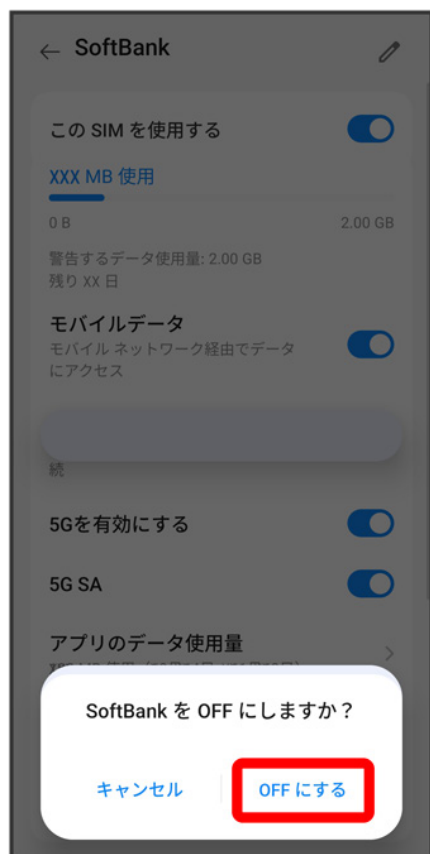 SoftBank
この SIM を使用する
XXX MB 使用
0 B 2.00 GB
警告するデータ使用量: 2.00 GB
残り XX 日
モバイルデータ
モバイル ネットワーク経由でデータ
にアクセス
続
5Gを有効にする
5G SA
アプリのデータ使用量
SoftBank を OFF にしますか？
キャンセル OFF にする